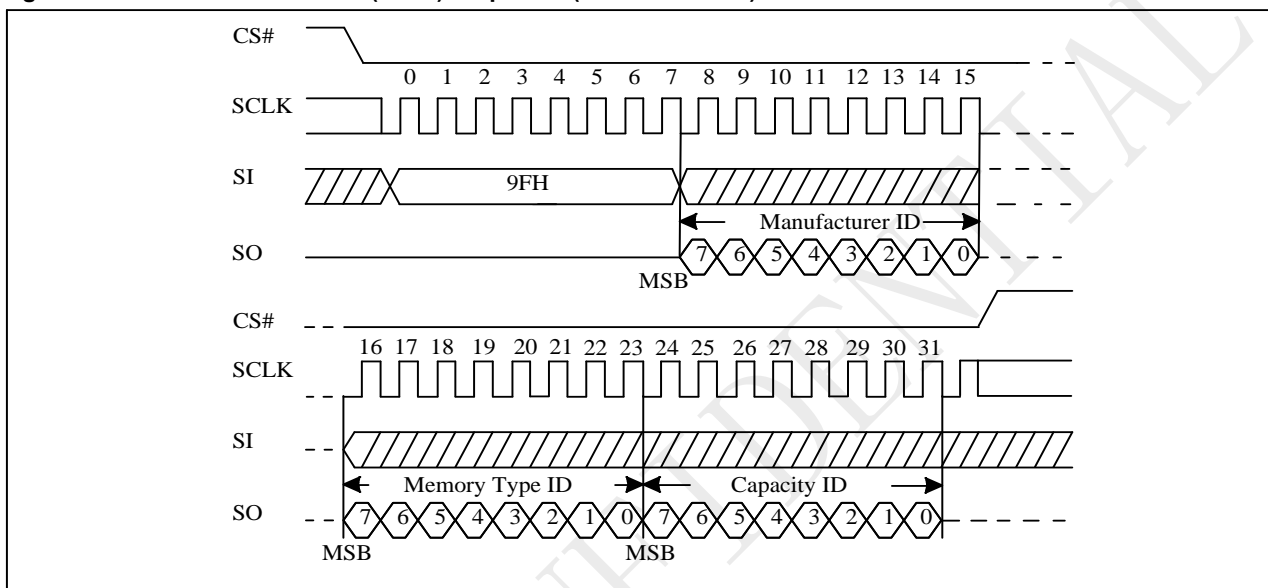 CS#
0 1 2 3 4 5 6 7 8 9 10 11 12 13 14 15
SCLK
SI
9FH
Manufacturer ID
SO
7 6 5 4 3 2 1 0
MSB
CS#
16 17 18 19 20 21 22 23 24 25 26 27 28 29 30 31
SCLK
SI
Memory Type ID Capacity ID
SO
7 6 5 4 3 2 1 0 7 6 5 4 3 2 1 0
MSB MSB
IDENTIAL